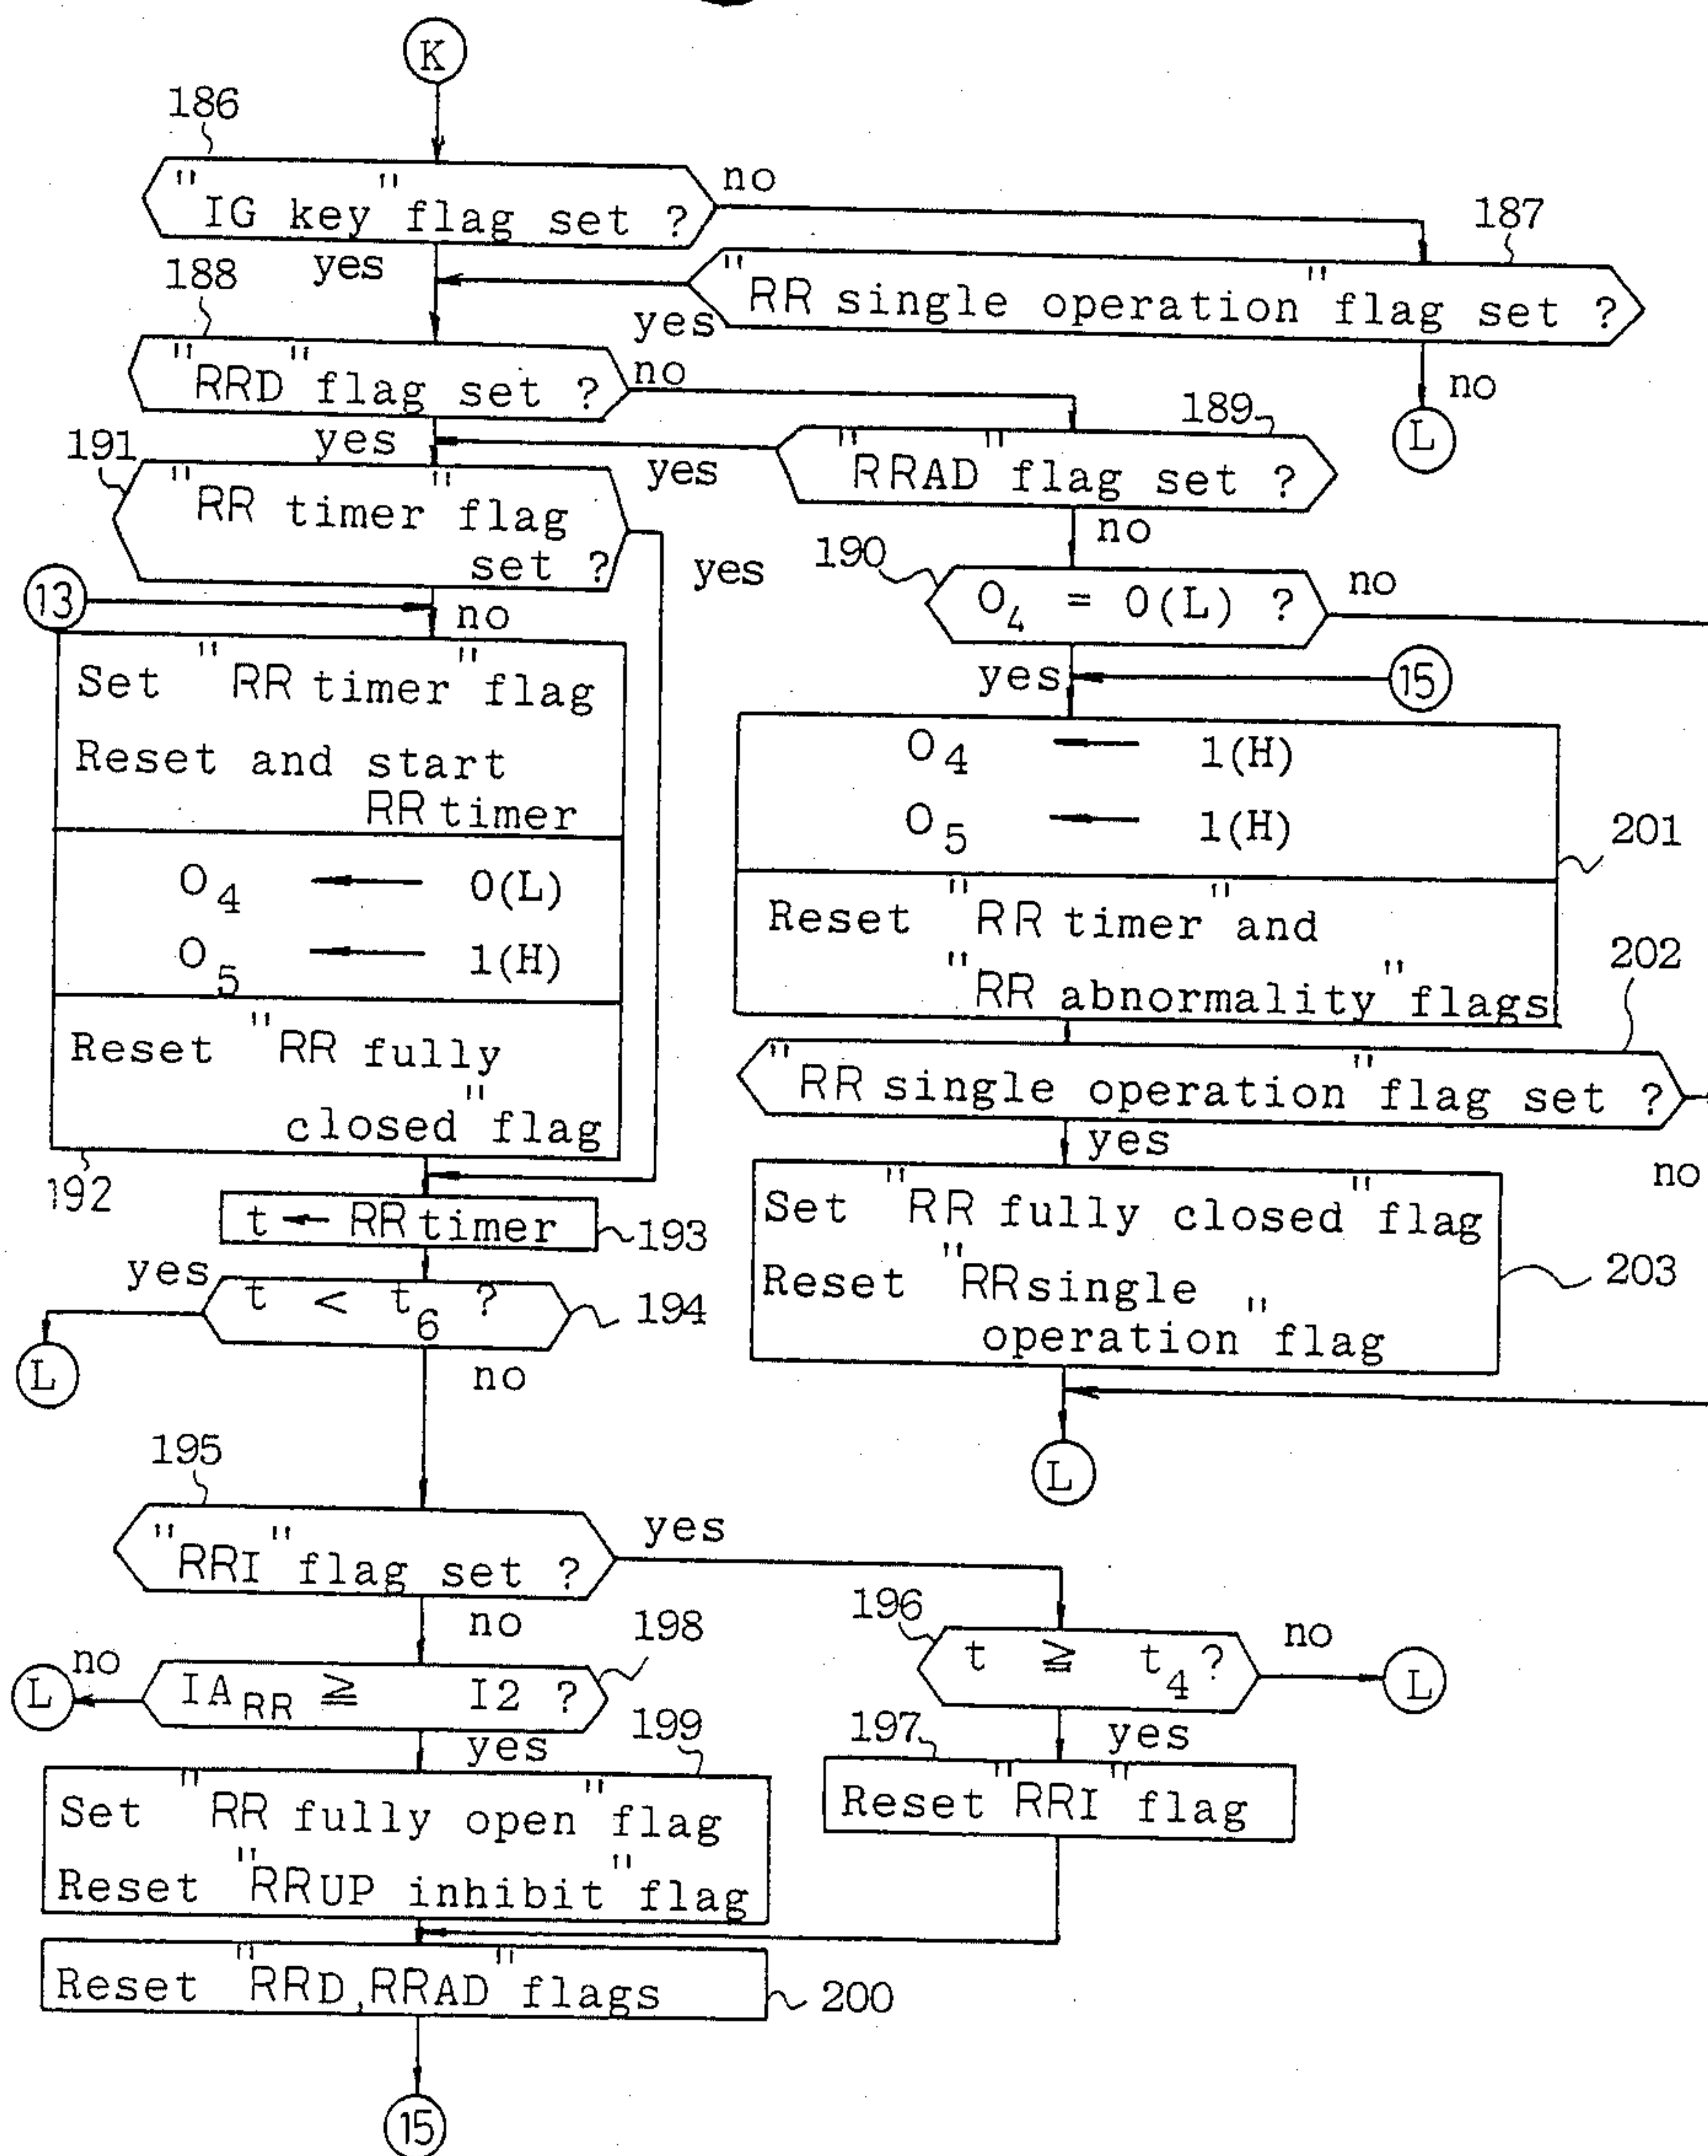 K
186
"IG key" flag set ?
no
187
yes
188
"RR single operation" flag set ?
yes
no
L
"RRD" flag set ?
no
189
191
yes
yes
"RRAD" flag set ?
"RR timer" flag
set ?
yes
no
190
O4 = 0(L) ?
no
13
no
yes
15
Set "RR timer" flag
Reset and start
RR timer
O4 ← 0(L)
O5 ← 1(H)
Reset "RR fully
closed" flag
192
O4 ← 1(H)
O5 ← 1(H)
201
Reset "RR timer" and
"RR abnormality" flags
202
"RR single operation" flag set ?
yes
no
t ← RR timer
193
Set "RR fully closed" flag
Reset "RR single
operation" flag
203
yes
t < t6 ?
194
L
no
L
195
"RRI" flag set ?
yes
no
198
196
t ≧ t4 ?
no
L
L
no
IARR ≧ I2 ?
199
yes
197
yes
Reset "RRI" flag
Set "RR fully open" flag
Reset "RRUP inhibit" flag
Reset "RRD, RRAD" flags
200
15